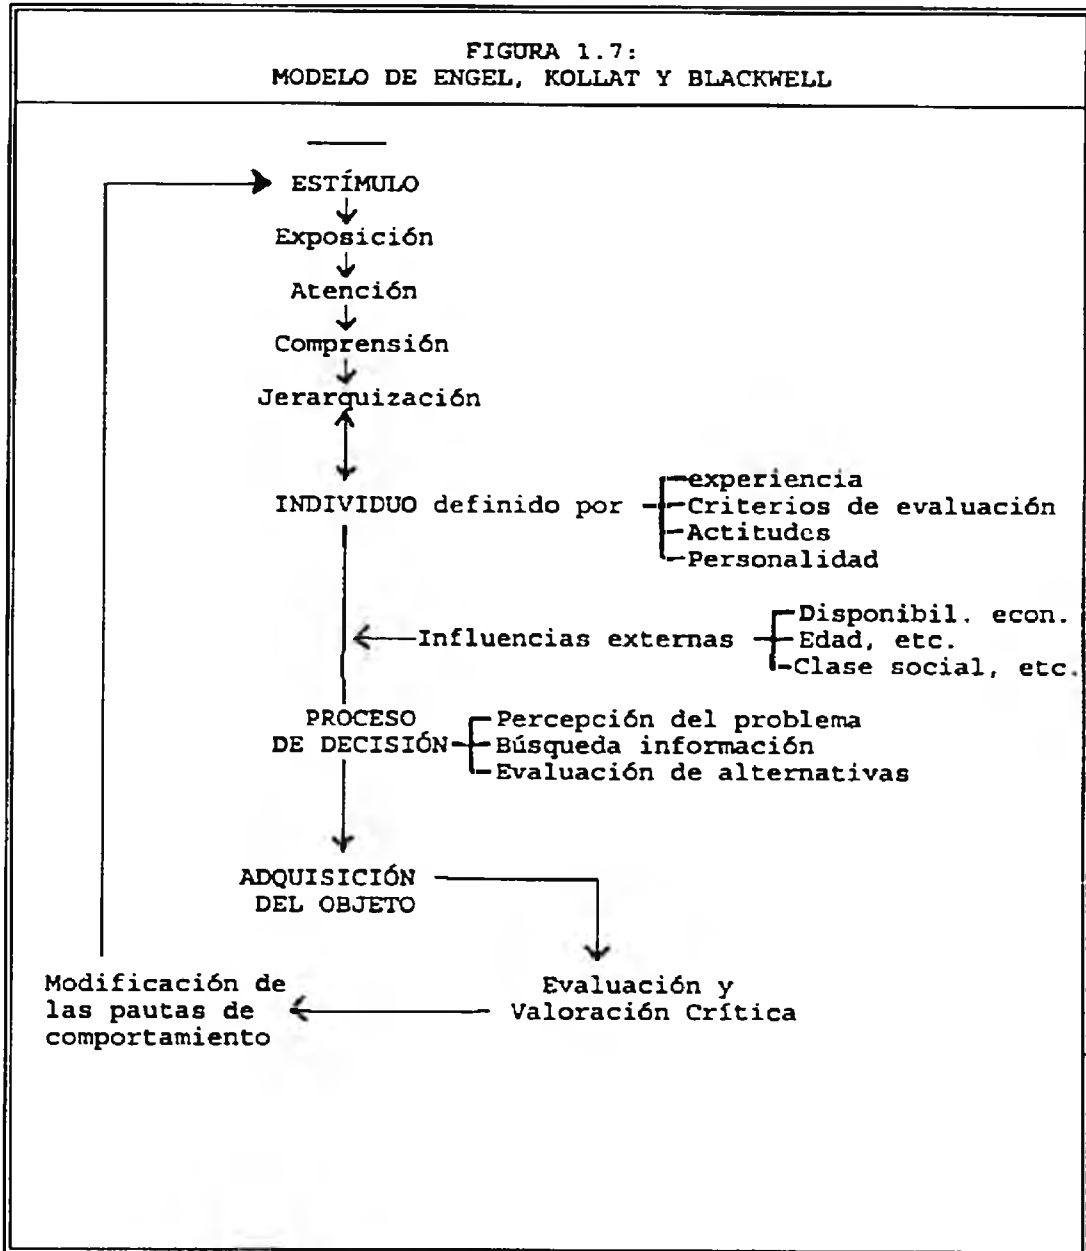 FIGURA 1.7:
MODELO DE ENGEL, KOLLAT Y BLACKWELL
ESTÍMULO
Exposición
Atención
Comprensión
Jerarquización
INDIVIDUO definido por
experiencia
Criterios de evaluación
Actitudes
Personalidad
Influencias externas
Disponibil. econ.
Edad, etc.
Clase social, etc.
PROCESO
DE DECISIÓN
Percepción del problema
Búsqueda información
Evaluación de alternativas
ADQUISICIÓN
DEL OBJETO
Evaluación y
Valoración Crítica
Modificación de
las pautas de
comportamiento